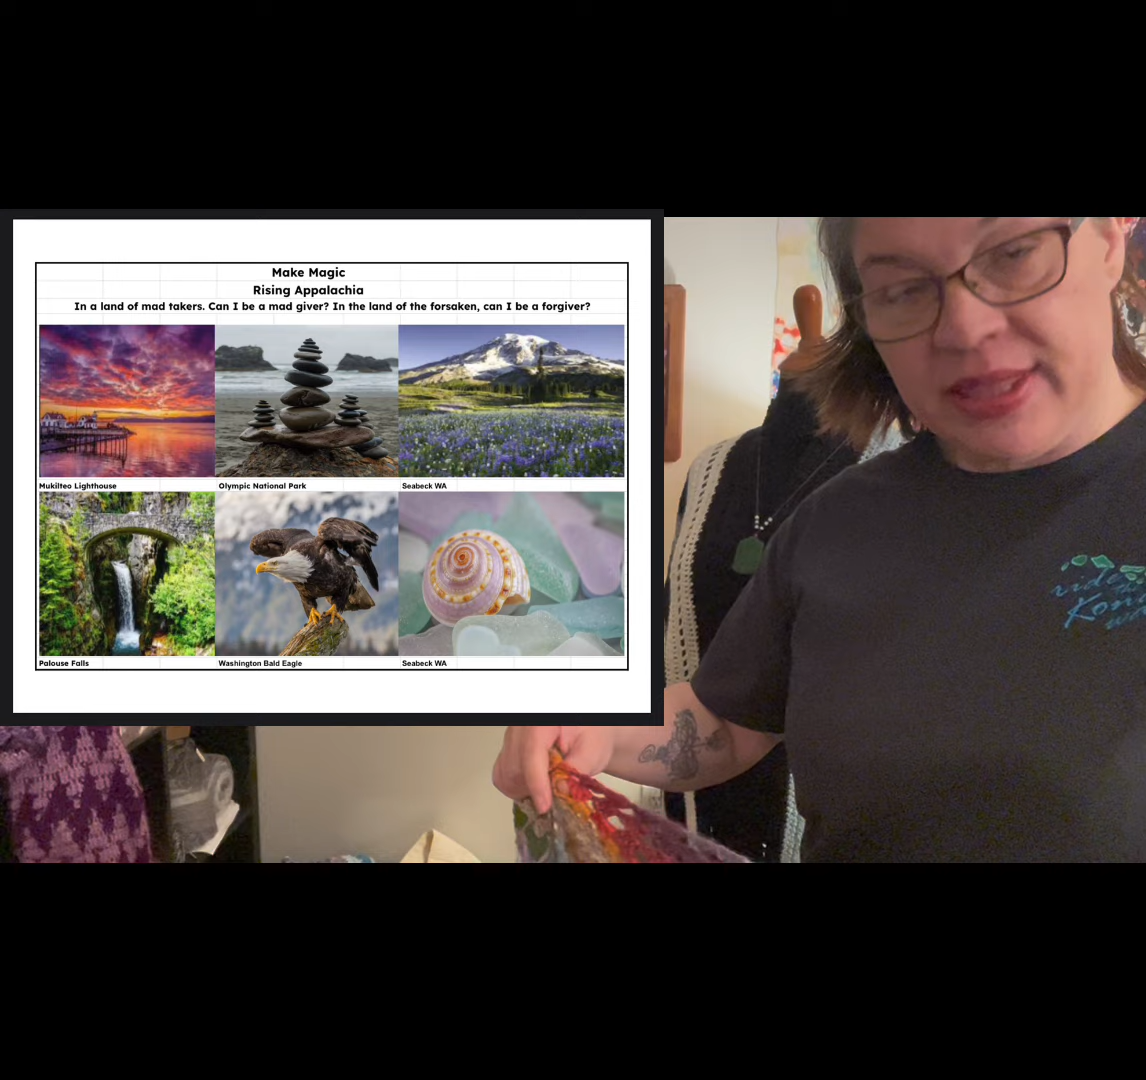 Make Magic
Rising Appalachia
In a land of mad takers. Can I be a mad giver? In the land of the forsaken, can I be a forgiver?
Mukilteo Lighthouse
Olympic National Park
Seabeck WA
Palouse Falls
Washington Bald Eagle
Seabeck WA